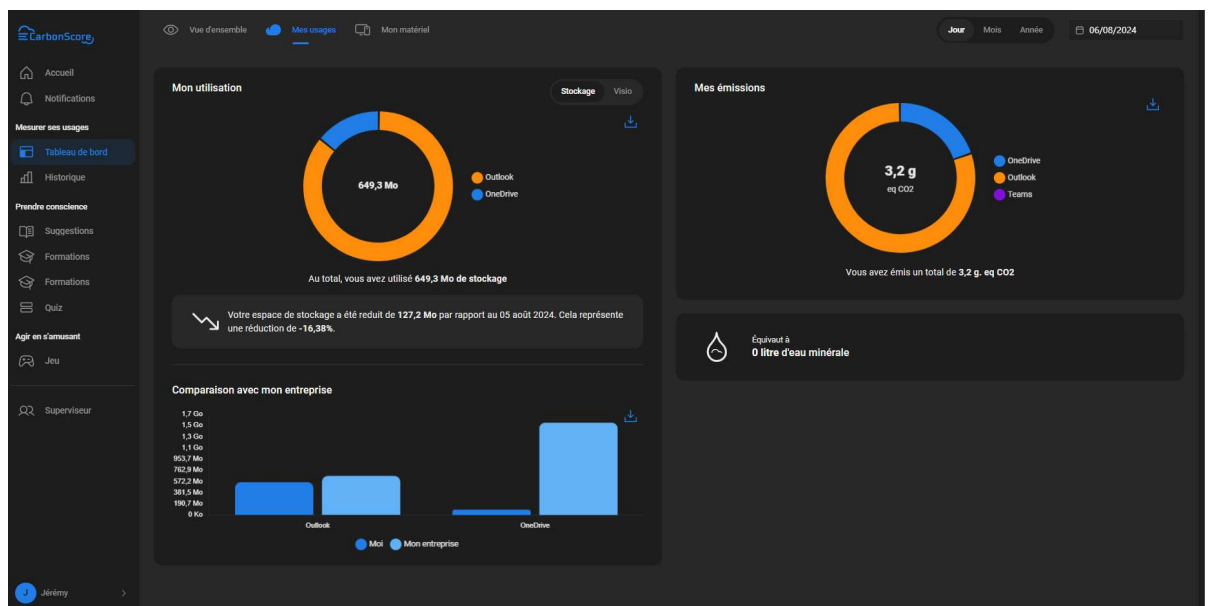 CarbonScore
Accueil
Notifications
Mesurer ses usages
Tableau de bord
Historique
Prendre conscience
Suggestions
Formations
Formations
Quiz
Agir en s'amusant
Jeu
Superviseur
J
Jérémy
Vue d'ensemble
Mes usages
Mon matériel
Jour
Mois
Année
06/08/2024
Mon utilisation
Stockage
Visio
649,3 Mo
Outlook
OneDrive
Au total, vous avez utilisé 649,3 Mo de stockage
Votre espace de stockage a été reduit de 127,2 Mo par rapport au 05 août 2024. Cela représente
une réduction de -16,38%.
Comparaison avec mon entreprise
1,7 Go
1,5 Go
1,3 Go
1,1 Go
953,7 Mo
762,9 Mo
572,2 Mo
381,5 Mo
190,7 Mo
0 Ko
Outlook
OneDrive
Moi
Mon entreprise
Mes émissions
3,2 g
eq CO2
OneDrive
Outlook
Teams
Vous avez émis un total de 3,2 g. eq CO2
Équivaut à
0 litre d'eau minérale